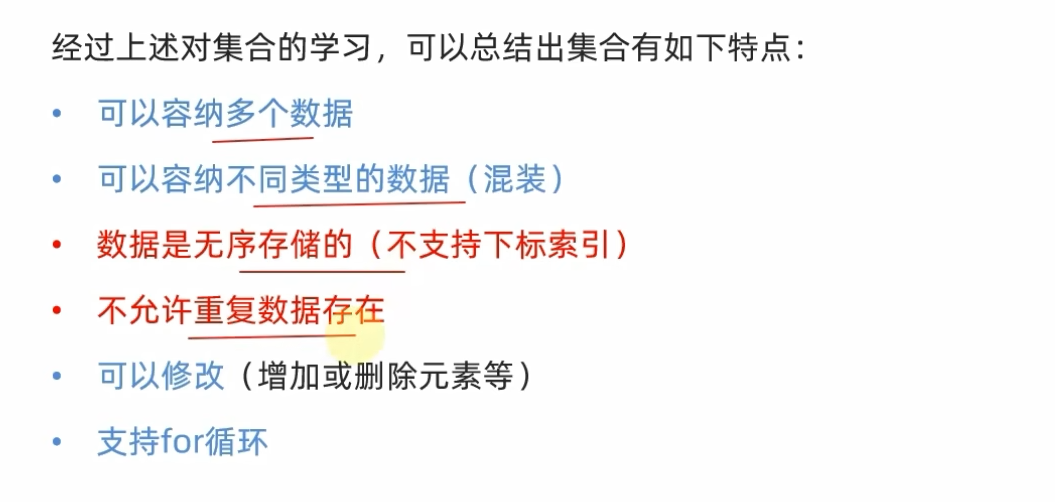 经过上述对集合的学习，可以总结出集合有如下特点：
• 可以容纳多个数据
• 可以容纳不同类型的数据（混装）
• 数据是无序存储的（不支持下标索引）
• 不允许重复数据存在
• 可以修改（增加或删除元素等）
• 支持for循环